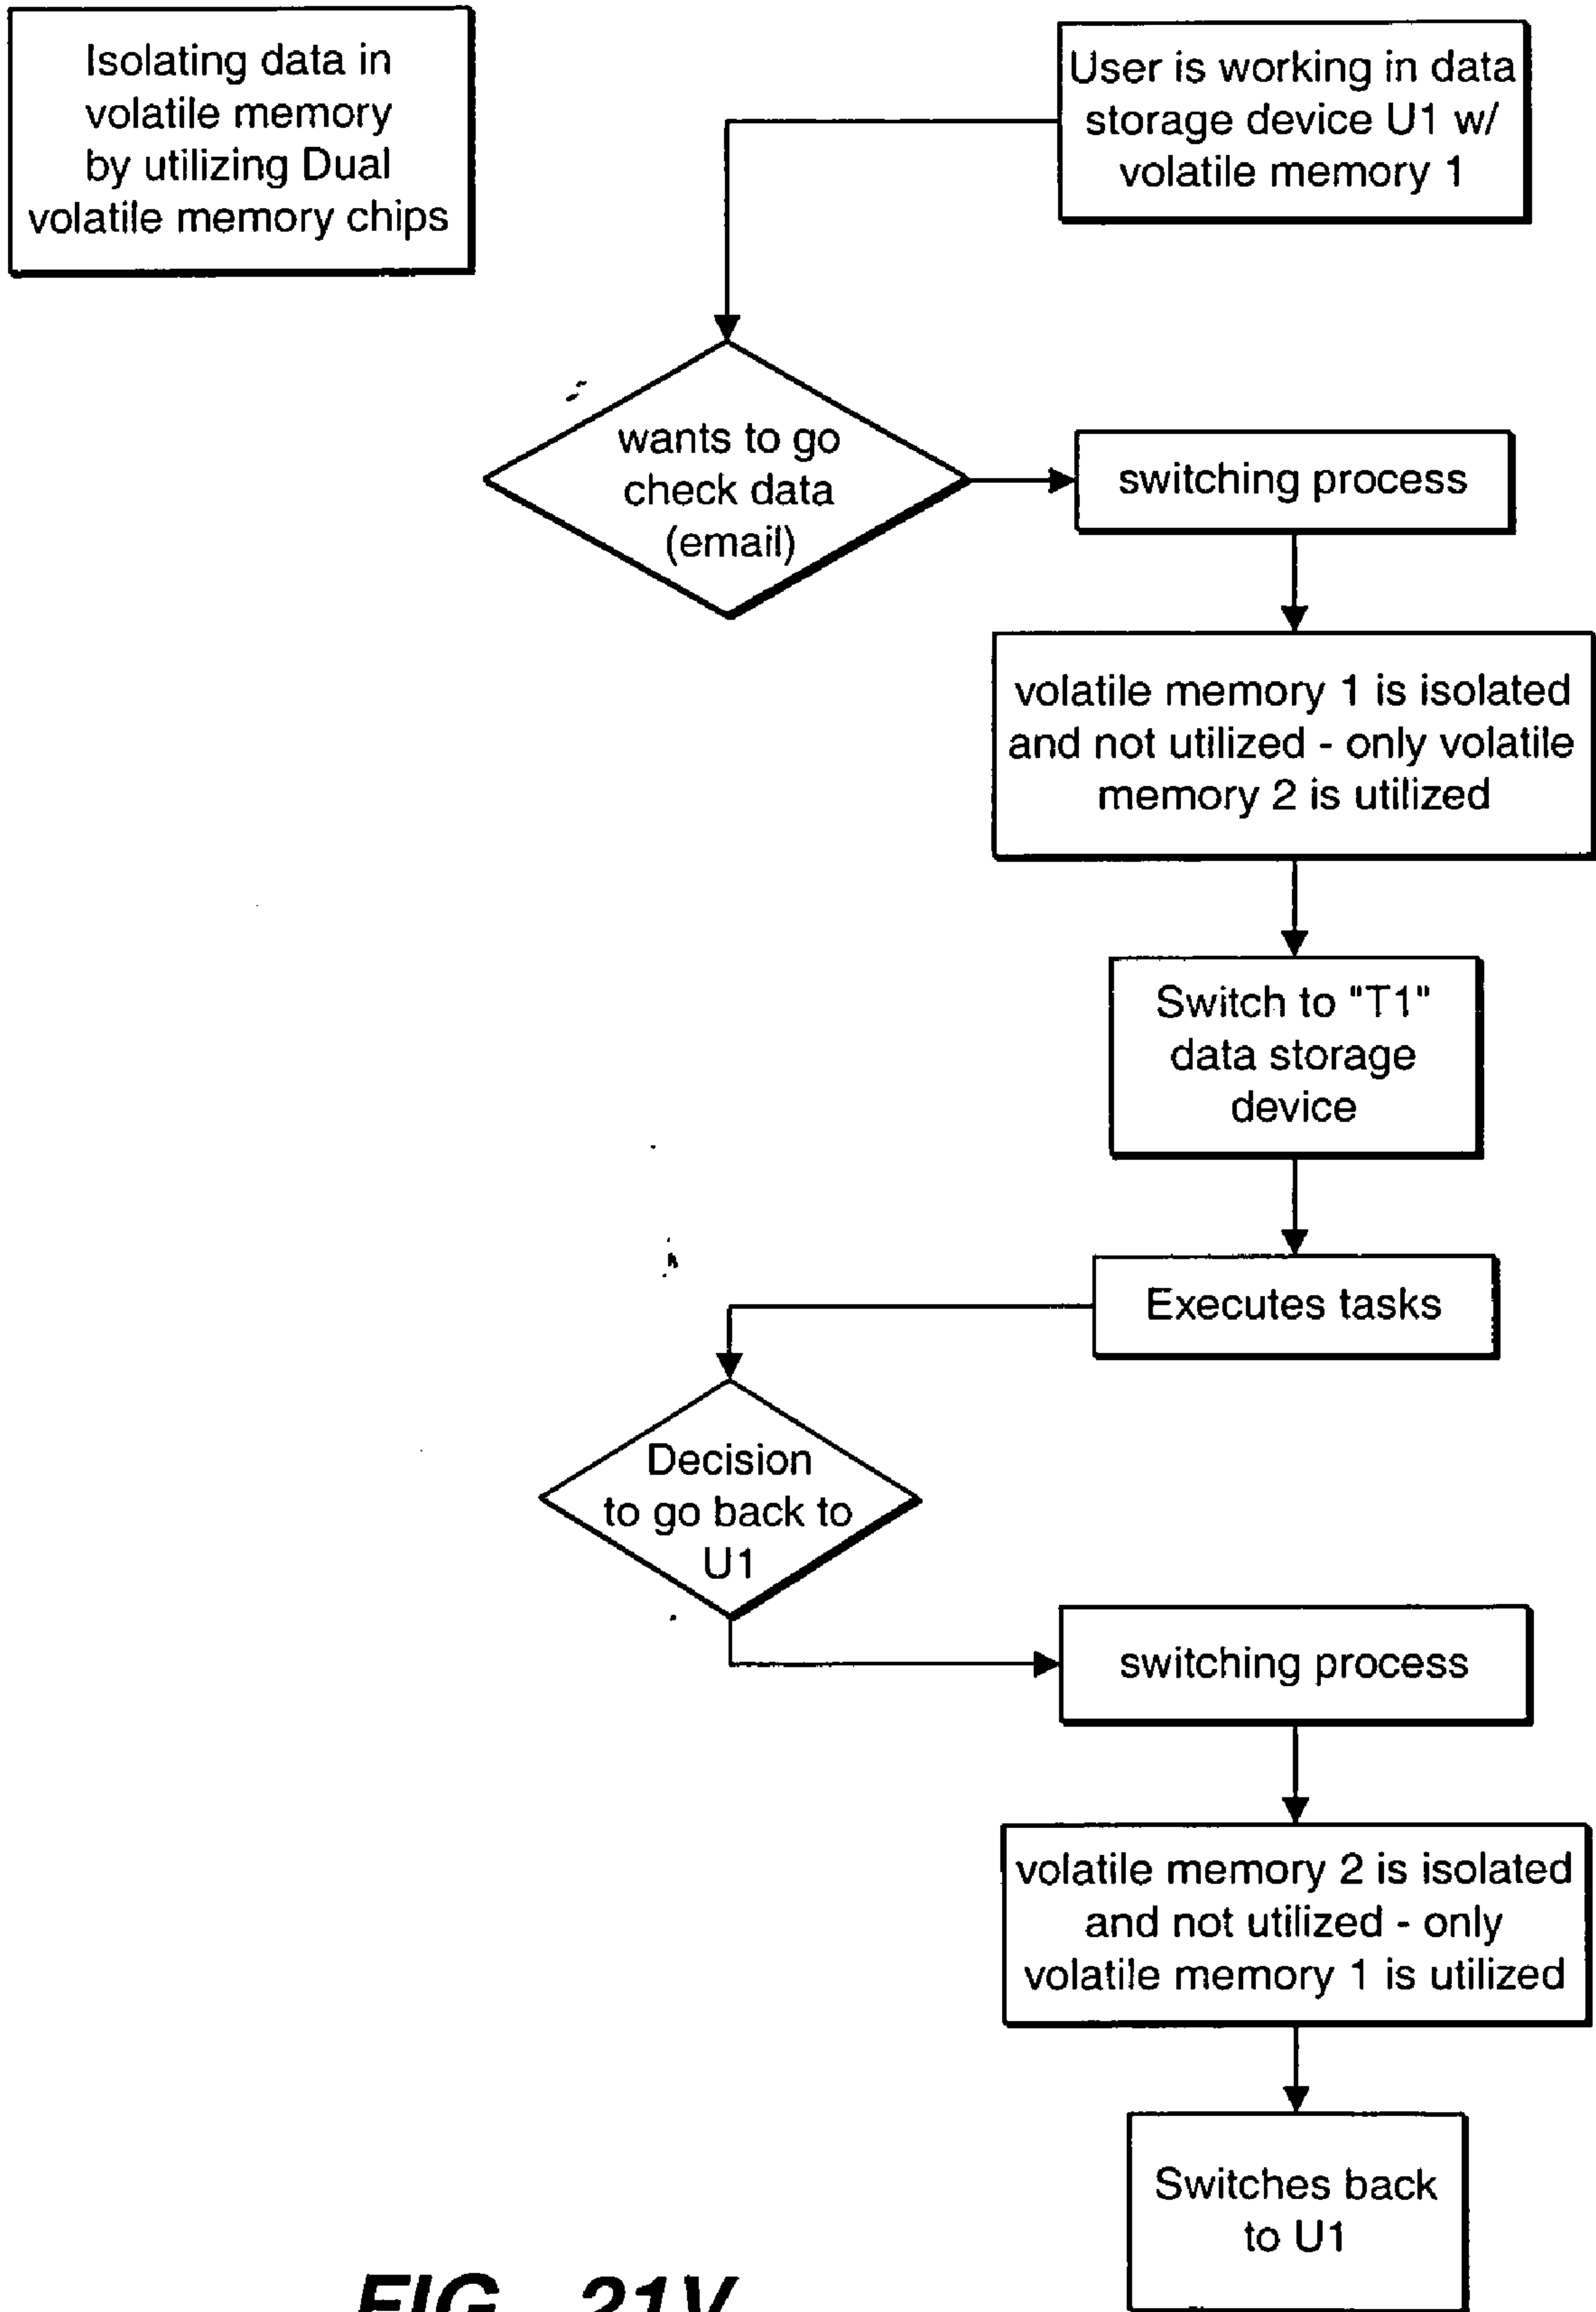 Isolating data in
volatile memory
by utilizing Dual
volatile memory chips
User is working in data
storage device U1 w/
volatile memory 1
wants to go
check data
(email)
switching process
volatile memory 1 is isolated
and not utilized - only volatile
memory 2 is utilized
Switch to "T1"
data storage
device
Executes tasks
Decision
to go back to
U1
switching process
volatile memory 2 is isolated
and not utilized - only
volatile memory 1 is utilized
Switches back
to U1
FIG._21V